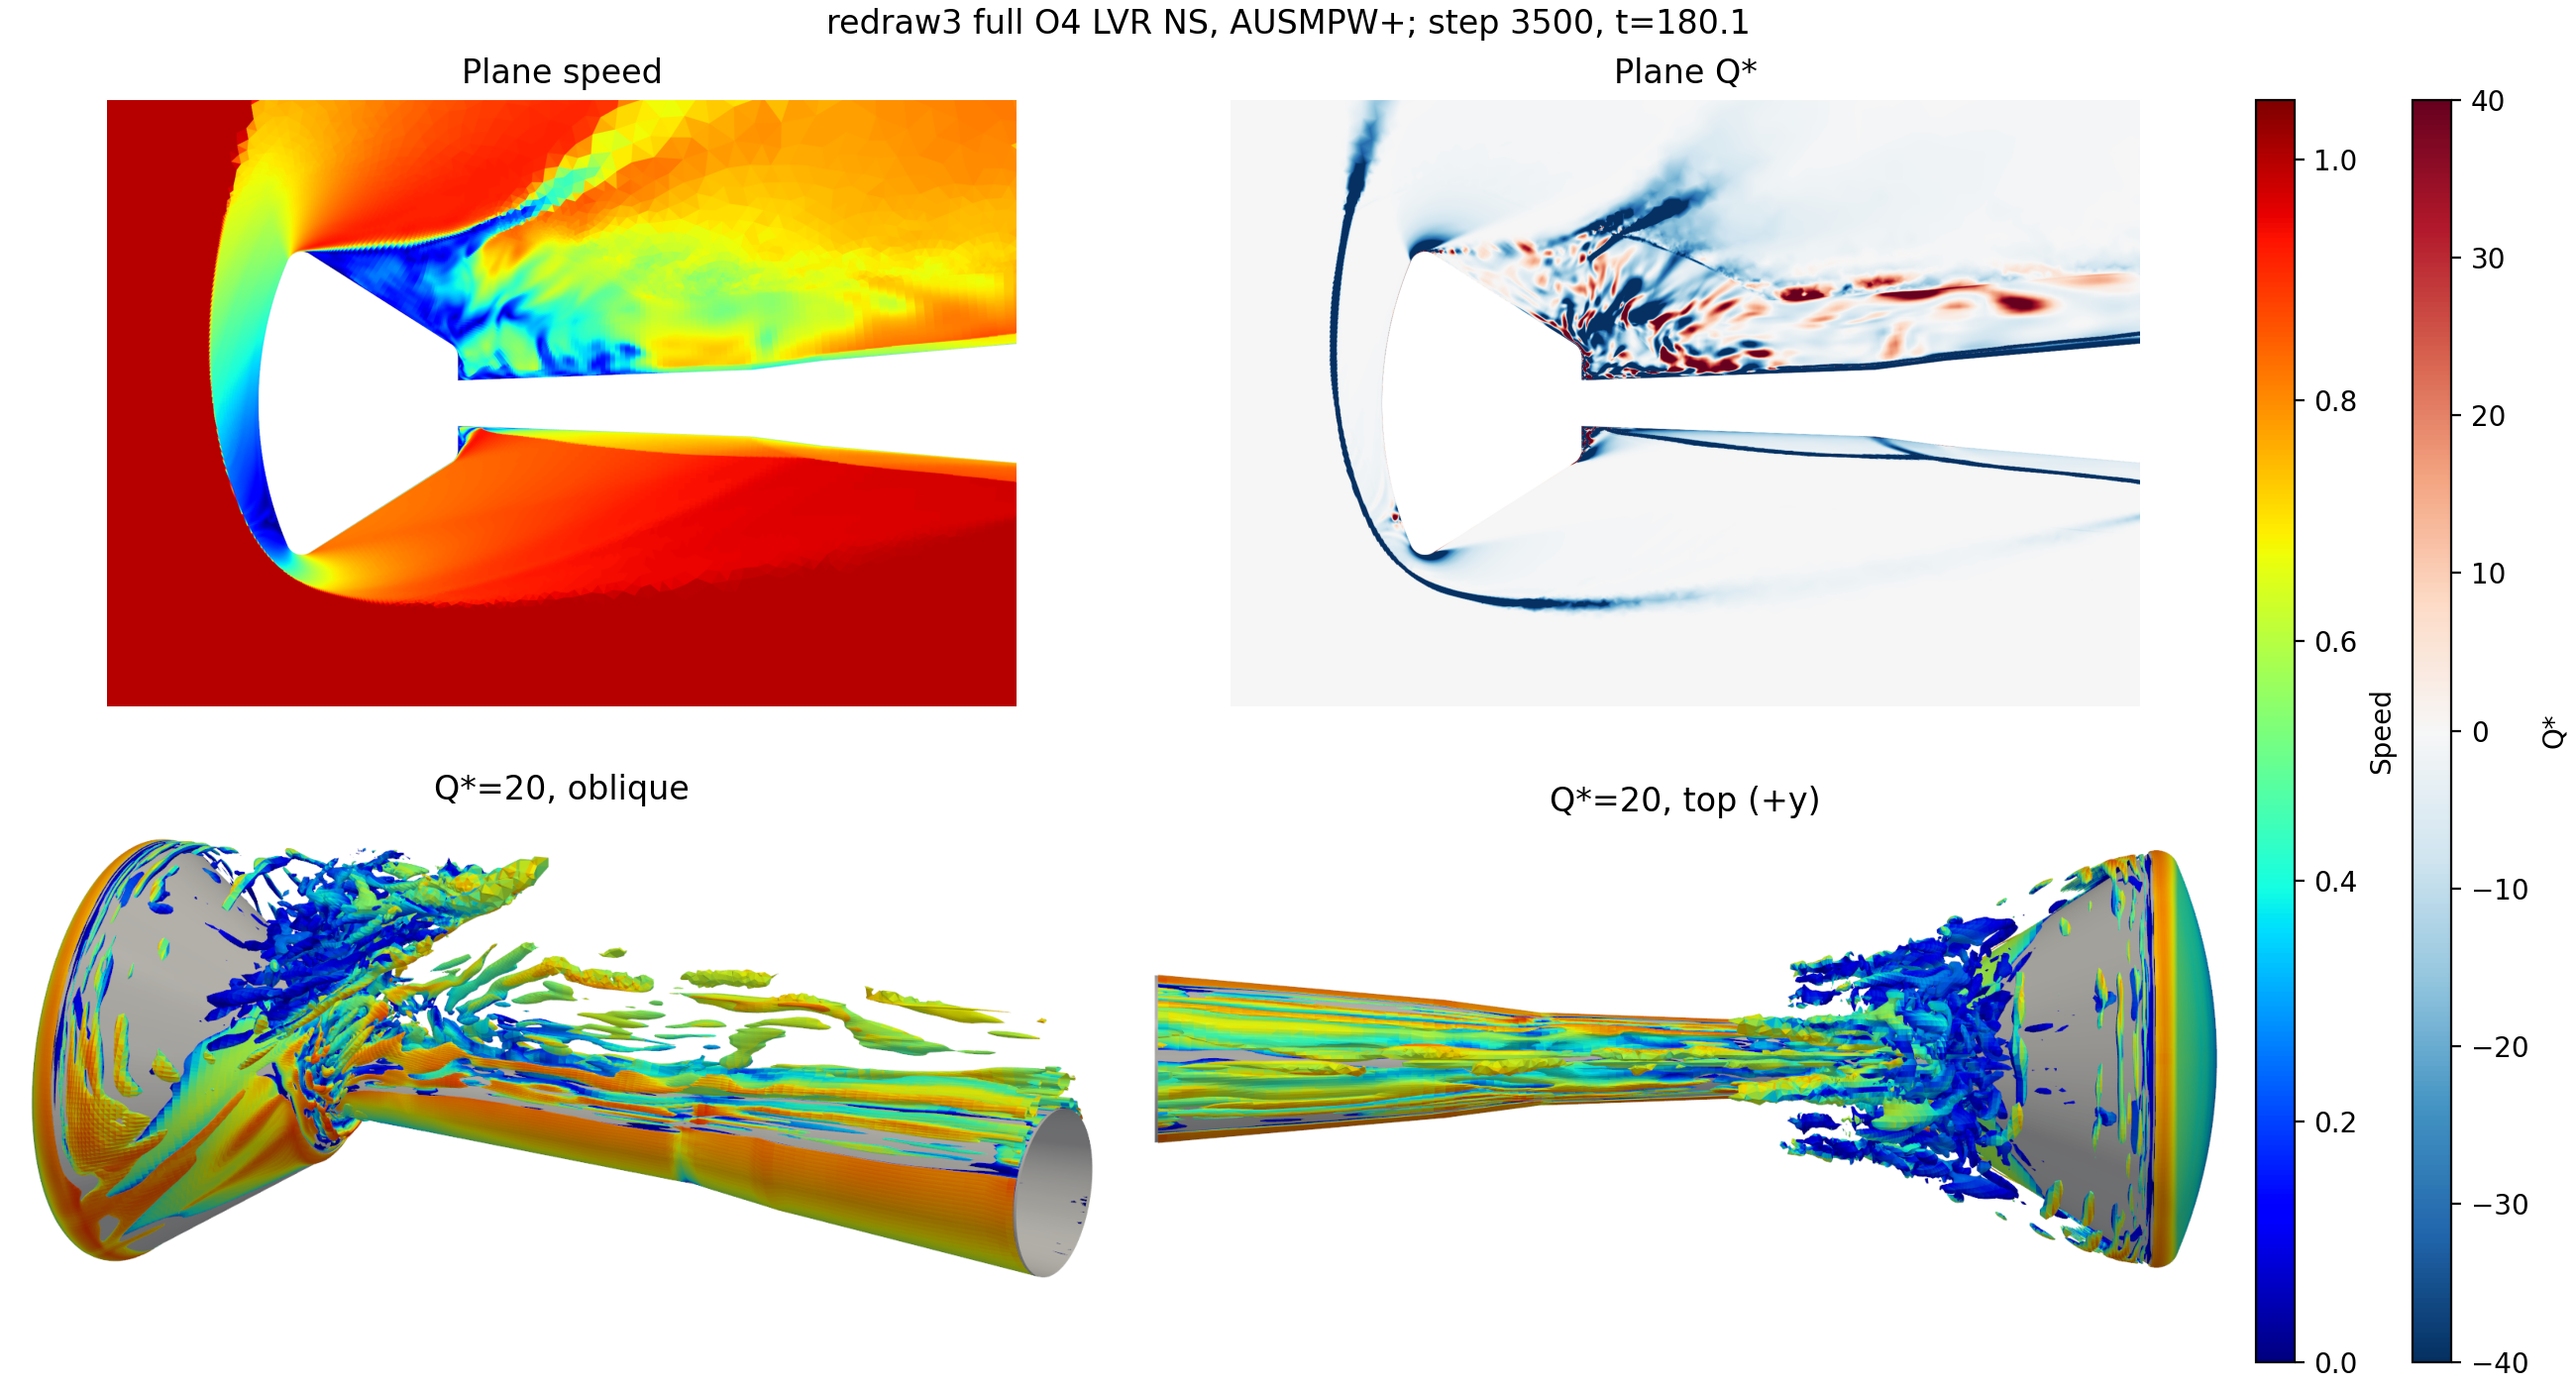 redraw3 full O4 LVR NS, AUSMPW+; step 3500, t=180.1
Plane speed
Plane Q*
Q*=20, oblique
Q*=20, top (+y)
1.0
0.8
0.6
0.4
0.2
0.0
Speed
40
30
20
10
0
−10
−20
−30
−40
Q*